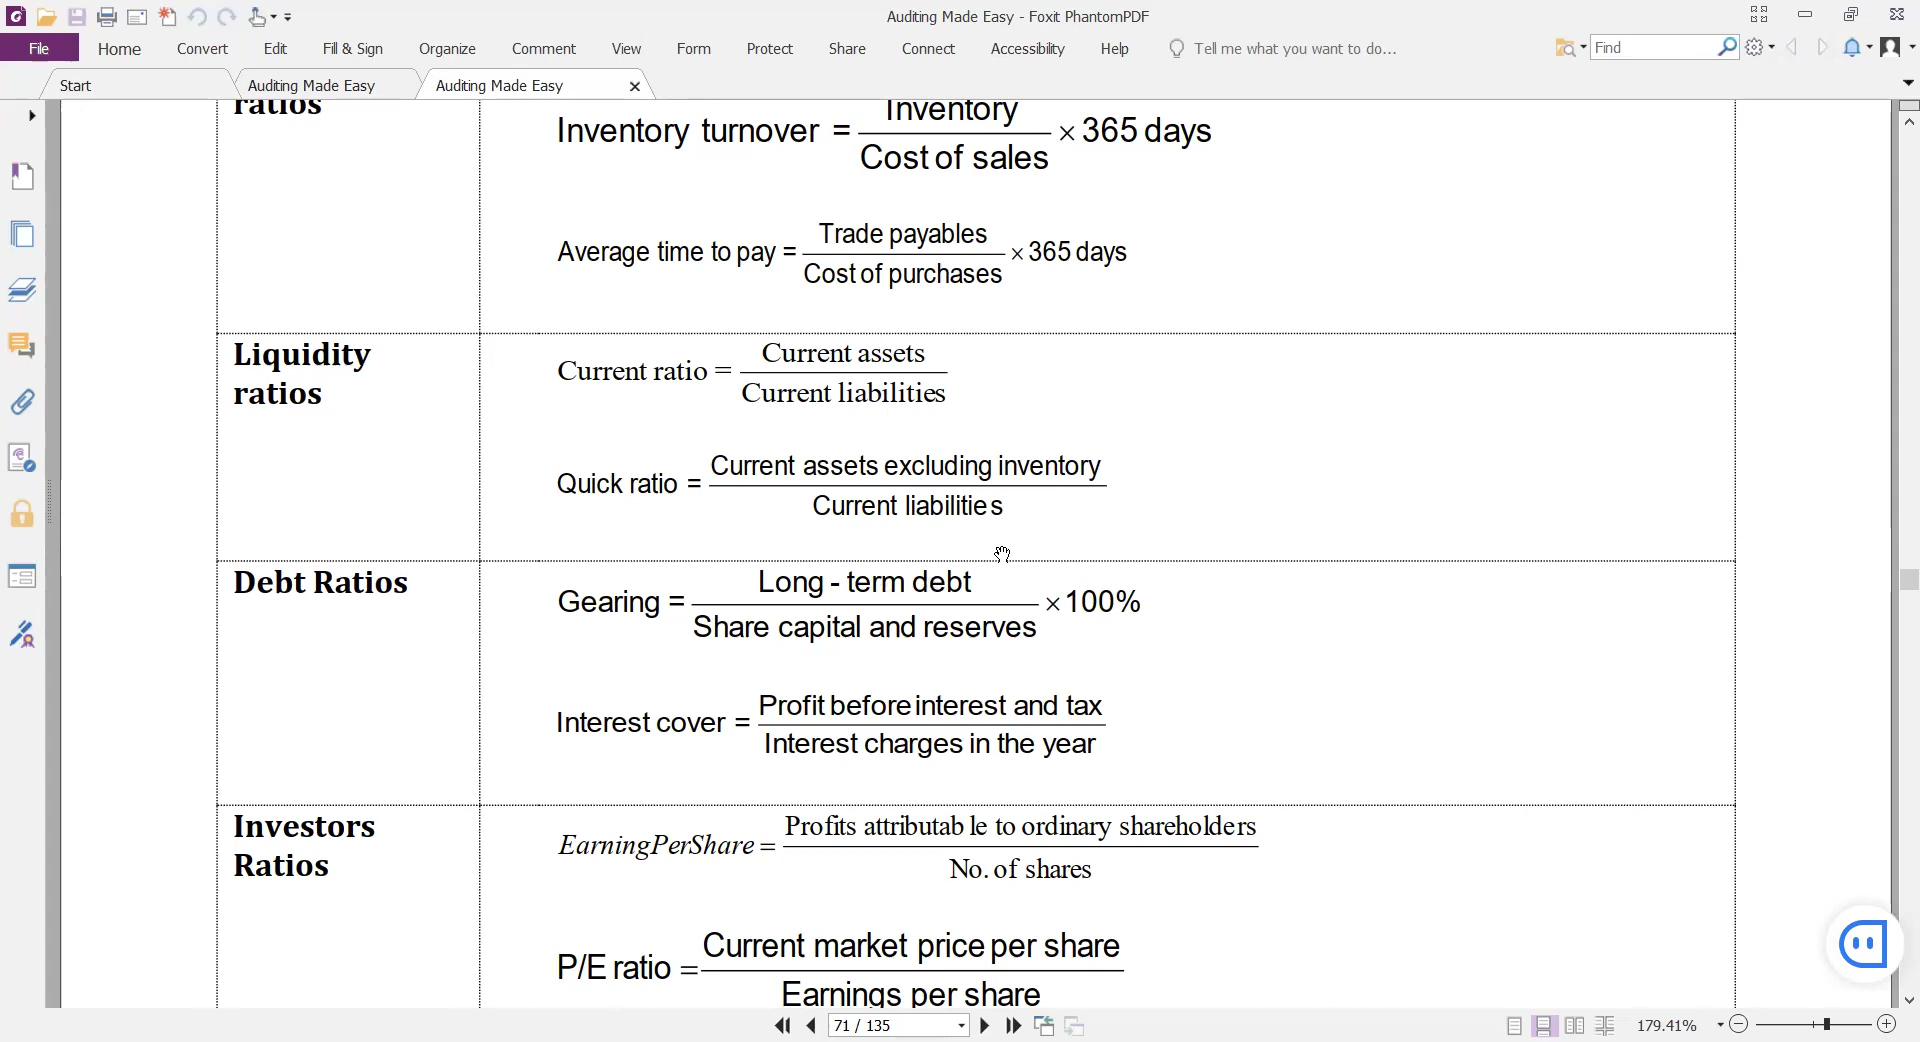 Auditing Made Easy - Foxit PhantomPDF
File Home Convert Edit Fill & Sign Organize Comment View Form Protect Share Connect Accessibility Help Tell me what you want to do... Find
Start Auditing Made Easy Auditing Made Easy
ratios
Inventory turnover = Inventory
Cost of sales × 365 days
Average time to pay = Trade payables
Cost of purchases × 365 days
Liquidity
ratios
Current ratio = Current assets
Current liabilities
Quick ratio = Current assets excluding inventory
Current liabilities
Debt Ratios
Gearing = Long - term debt
Share capital and reserves × 100%
Interest cover = Profit before interest and tax
Interest charges in the year
Investors
Ratios
EarningPerShare = Profits attributab le to ordinary shareholders
No. of shares
P/E ratio = Current market price per share
Earnings per share
71 / 135
179.41%